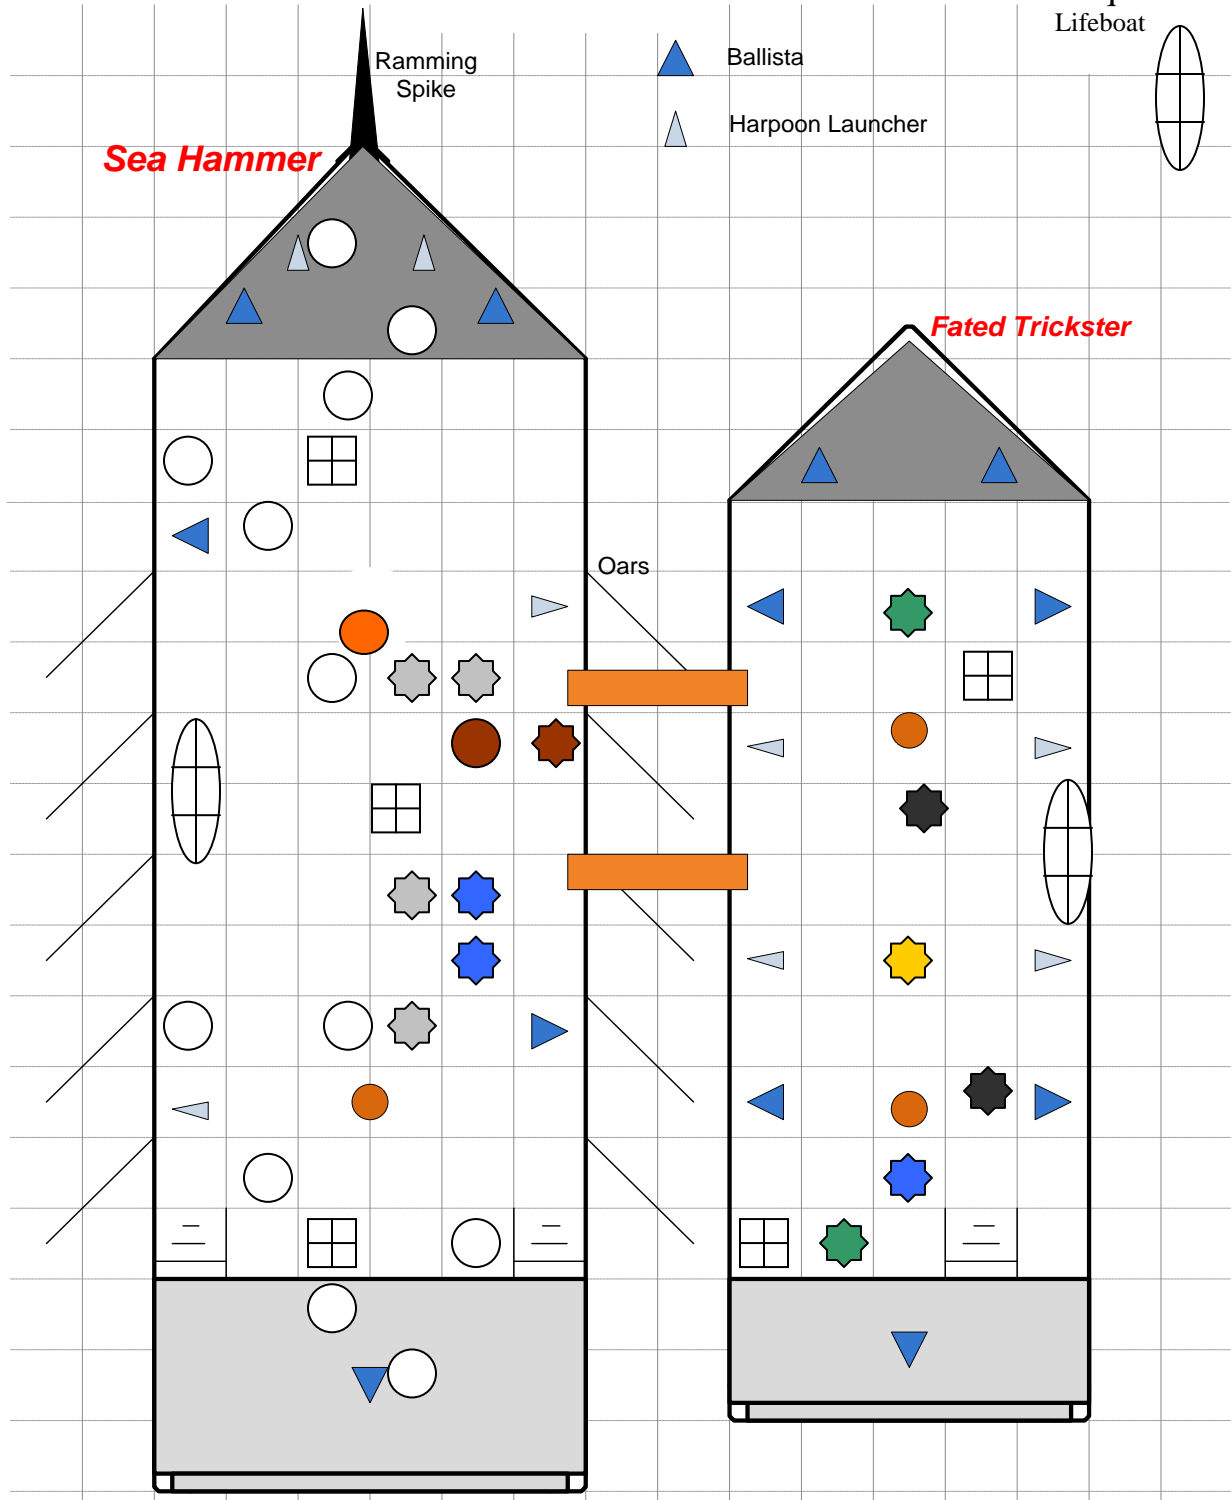 Lifeboat
Ramming
Spike
Ballista
Harpoon Launcher
Sea Hammer
Fated Trickster
Oars